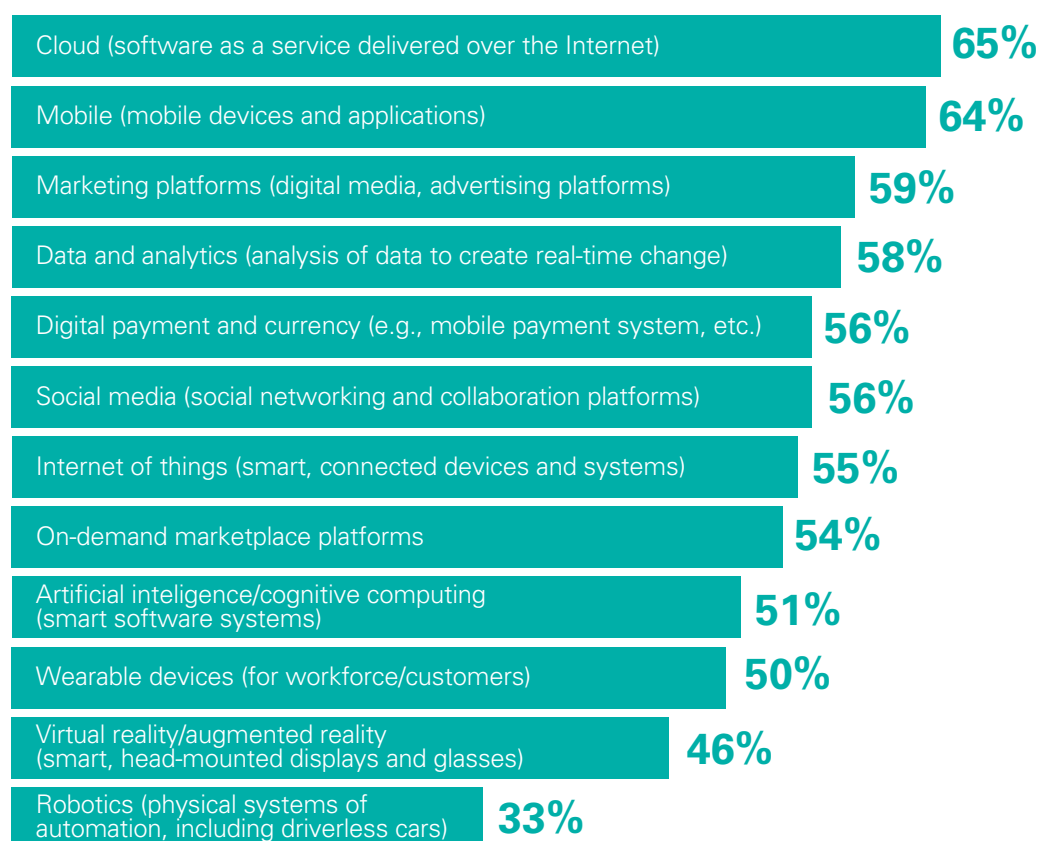 Cloud (software as a service delivered over the Internet) 65%
Mobile (mobile devices and applications) 64%
Marketing platforms (digital media, advertising platforms) 59%
Data and analytics (analysis of data to create real-time change) 58%
Digital payment and currency (e.g., mobile payment system, etc.) 56%
Social media (social networking and collaboration platforms) 56%
Internet of things (smart, connected devices and systems) 55%
On-demand marketplace platforms 54%
Artificial inteligence/cognitive computing
(smart software systems) 51%
Wearable devices (for workforce/customers) 50%
Virtual reality/augmented reality
(smart, head-mounted displays and glasses) 46%
Robotics (physical systems of
automation, including driverless cars) 33%